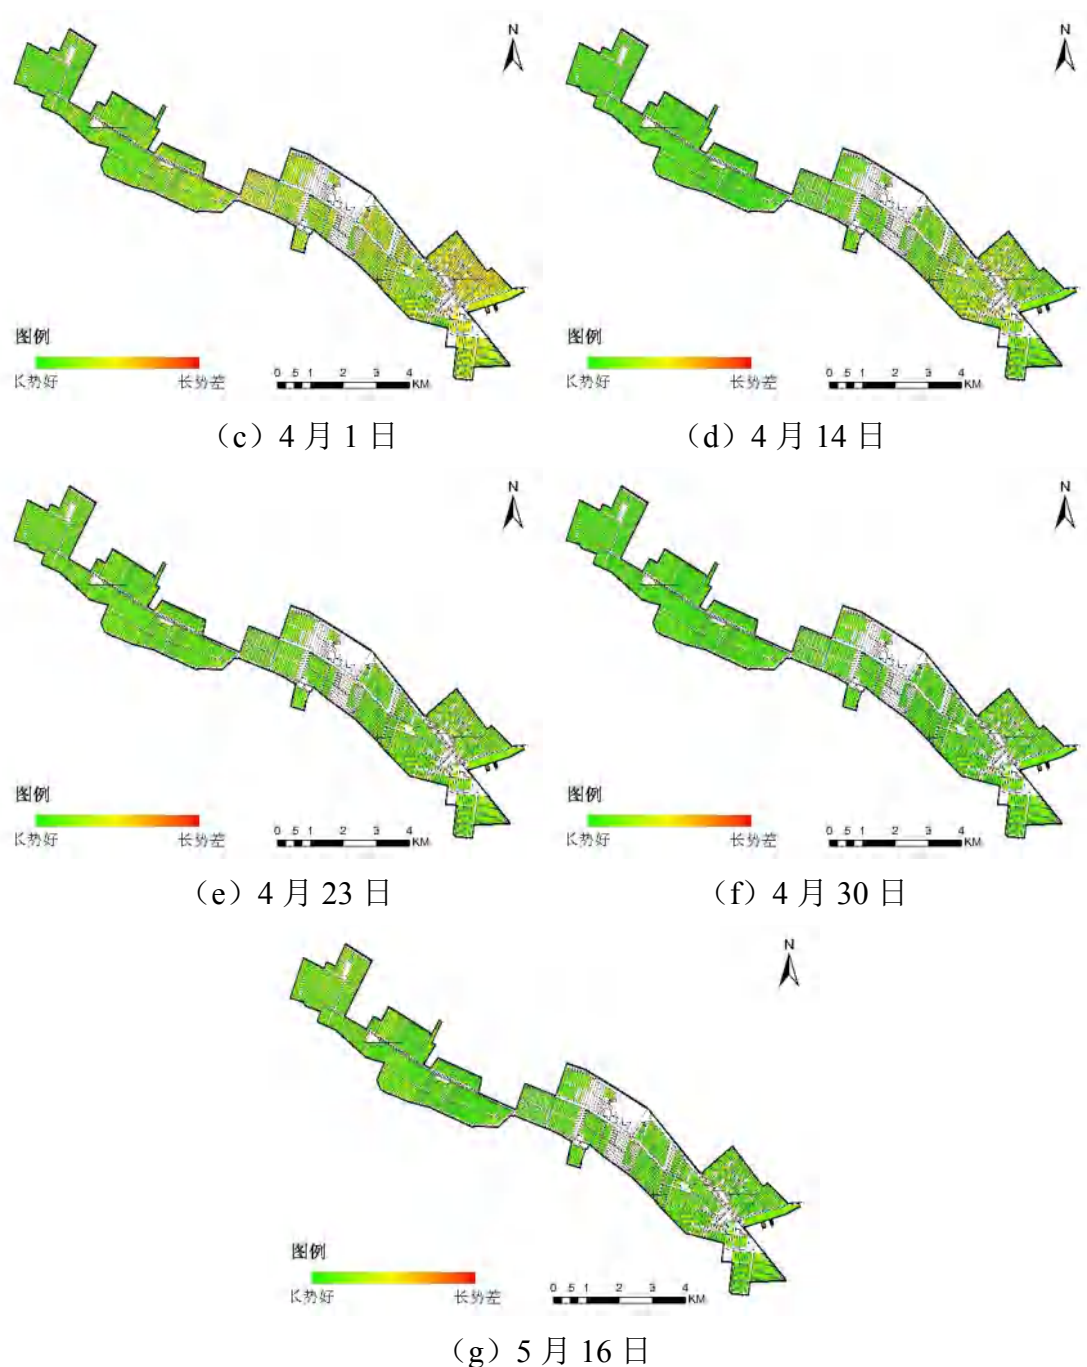 N
N
图例
图例
长势好 长势差
0 .5 1 2 3 4 KM
长势好 长势差
0 .5 1 2 3 4 KM
（c）4 月 1 日
（d）4 月 14 日
N
N
图例
图例
长势好 长势差
0 .5 1 2 3 4 KM
长势好 长势差
0 .5 1 2 3 4 KM
（e）4 月 23 日
（f）4 月 30 日
N
图例
长势好 长势差
0 .5 1 2 3 4 KM
（g）5 月 16 日